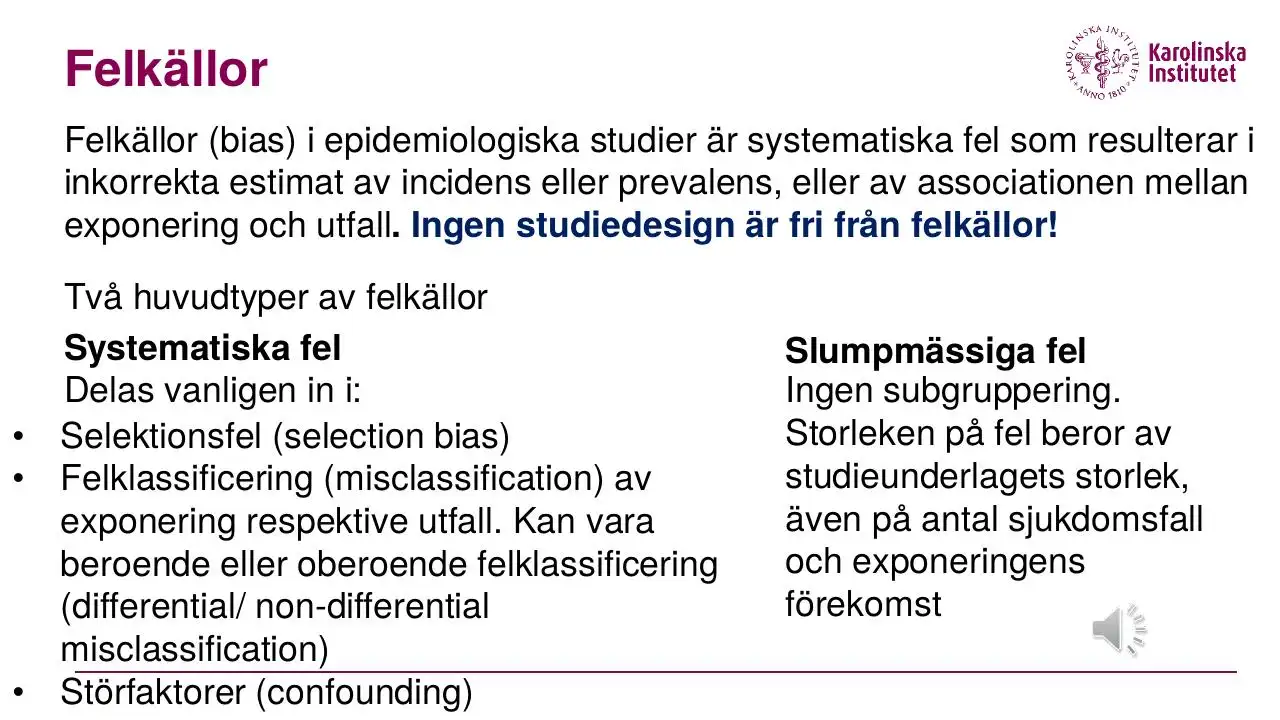 Felkällor
KAROLINSKA INSTITUTET
ANNO 1810
Karolinska
Institutet
Felkällor (bias) i epidemiologiska studier är systematiska fel som resulterar i
inkorrekta estimat av incidens eller prevalens, eller av associationen mellan
exponering och utfall. Ingen studiedesign är fri från felkällor!
Två huvudtyper av felkällor
Systematiska fel
Delas vanligen in i:
• Selektionsfel (selection bias)
• Felklassificering (misclassification) av
exponering respektive utfall. Kan vara
beroende eller oberoende felklassificering
(differential/ non-differential
misclassification)
• Störfaktorer (confounding)
Slumpmässiga fel
Ingen subgruppering.
Storleken på fel beror av
studieunderlagets storlek,
även på antal sjukdomsfall
och exponeringens
förekomst